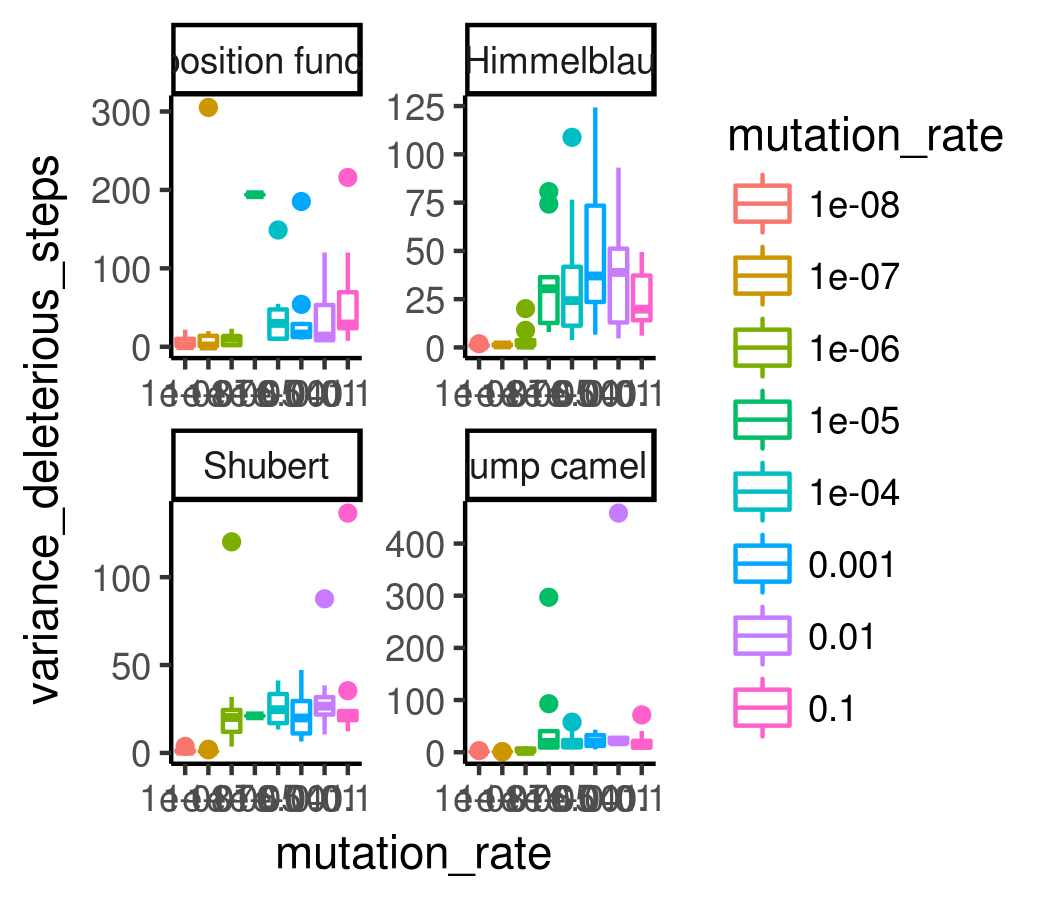 position func
Himmelblau
300
200
100
0
125
100
75
50
25
0
variance_deleterious_steps
Shubert
ump camel
100
50
0
400
300
200
100
0
mutation_rate
mutation_rate
1e-08
1e-07
1e-06
1e-05
1e-04
0.001
0.01
0.1